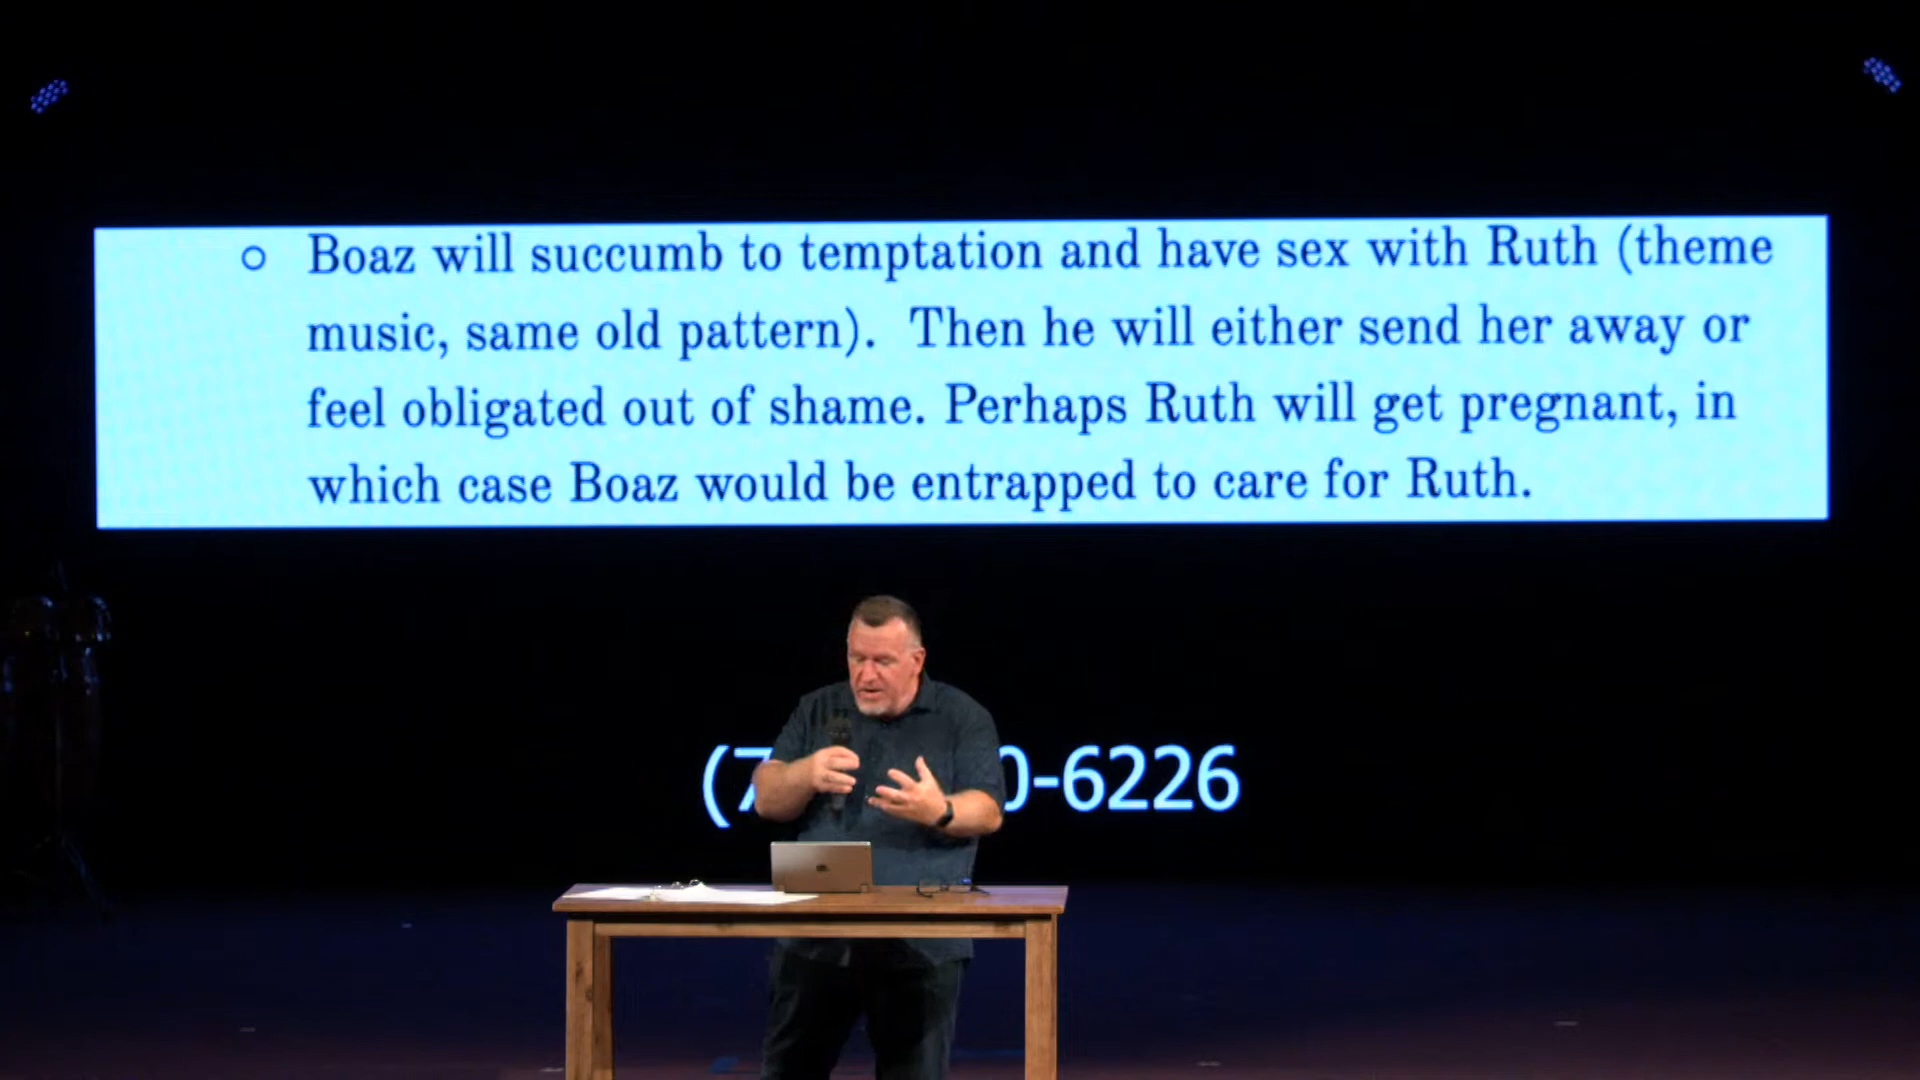 ○ Boaz will succumb to temptation and have sex with Ruth (theme
music, same old pattern).  Then he will either send her away or
feel obligated out of shame. Perhaps Ruth will get pregnant, in
which case Boaz would be entrapped to care for Ruth.
(7 0-6226